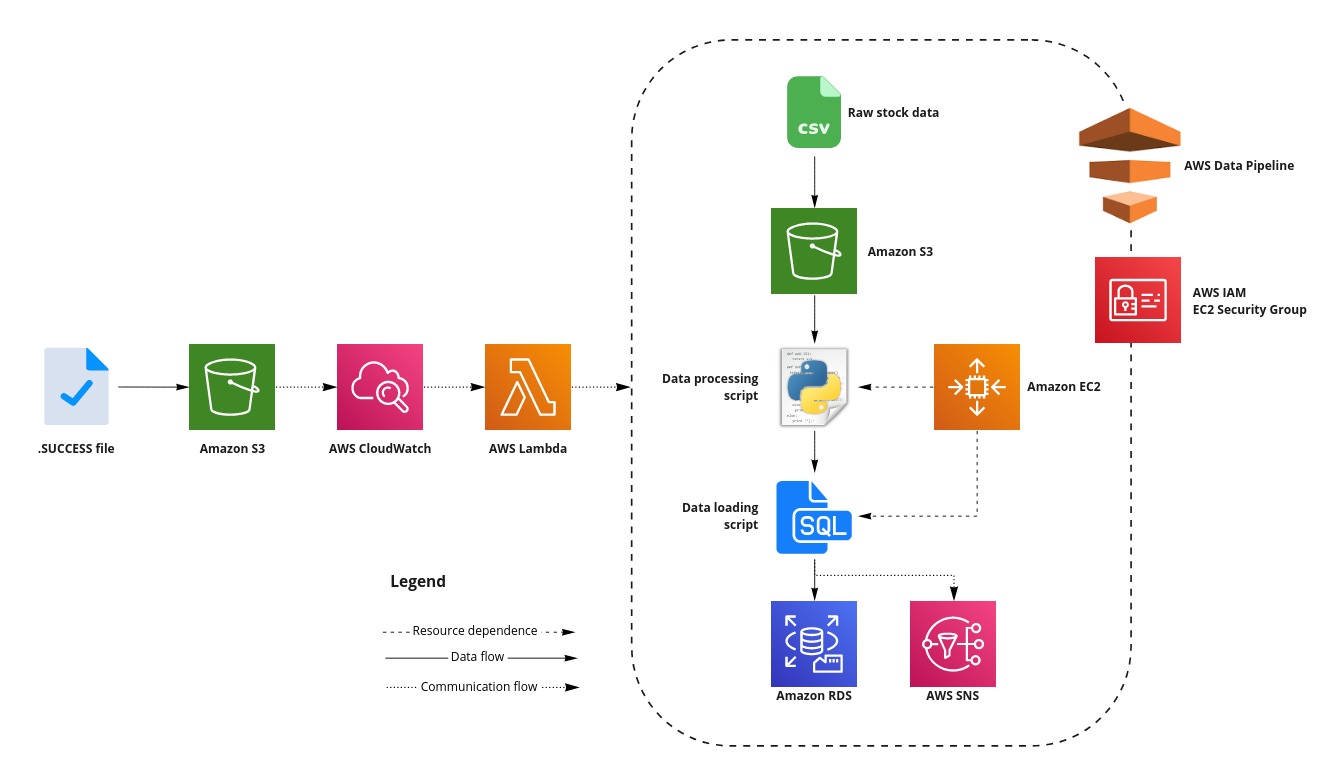 csv
Raw stock data
AWS Data Pipeline
Amazon S3
AWS IAM
EC2 Security Group
Data processing
script
Amazon EC2
.SUCCESS file
Amazon S3
AWS CloudWatch
AWS Lambda
Data loading
script
SQL
Legend
Resource dependence
Data flow
Communication flow
Amazon RDS
AWS SNS